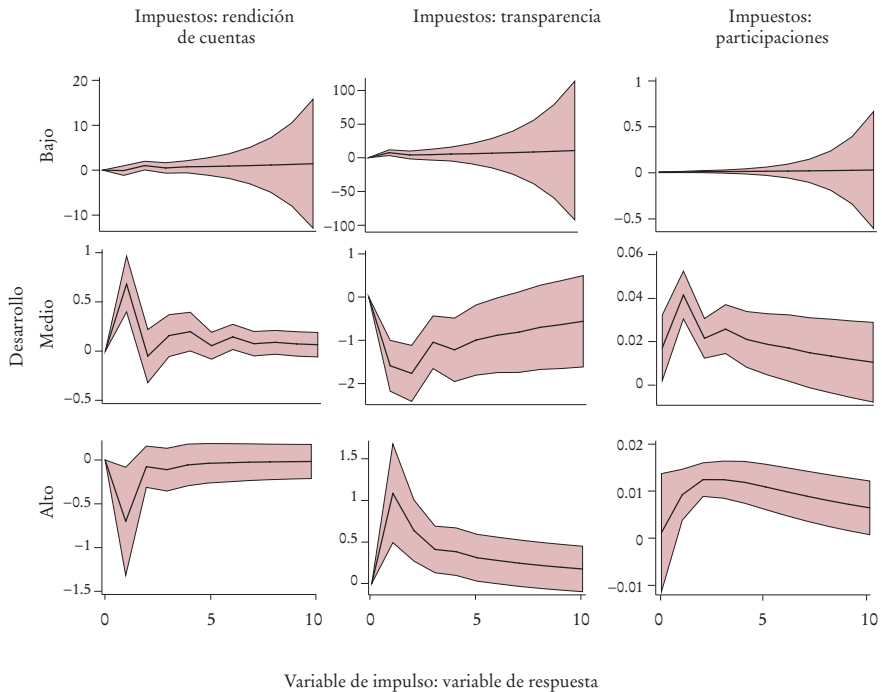 Impuestos: rendición
de cuentas
Impuestos: transparencia
Impuestos:
participaciones
Desarrollo
Bajo
20
10
0
−10
100
50
0
−50
−100
1
0.5
0
−0.5
Medio
1
0.5
0
−0.5
1
0
−1
−2
0.06
0.04
0.02
0
Alto
0
−0.5
−1
−1.5
1.5
1
0.5
0
0.02
0.01
0
−0.01
0 5 10
0 5 10
0 5 10
Variable de impulso: variable de respuesta